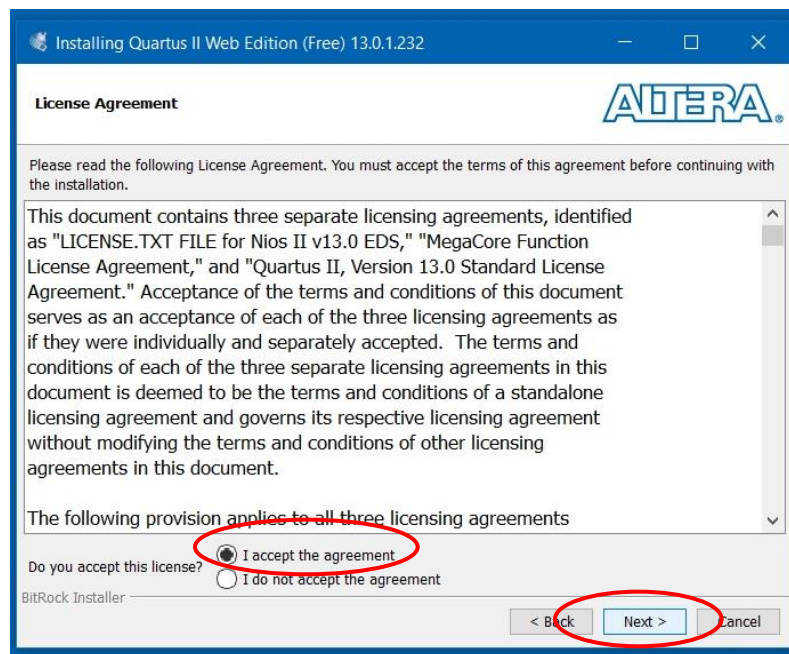 Installing Quartus II Web Edition (Free) 13.0.1.232
License Agreement
ALTERA®
Please read the following License Agreement. You must accept the terms of this agreement before continuing with
the installation.
This document contains three separate licensing agreements, identified
as "LICENSE.TXT FILE for Nios II v13.0 EDS," "MegaCore Function
License Agreement," and "Quartus II, Version 13.0 Standard License
Agreement." Acceptance of the terms and conditions of this document
serves as an acceptance of each of the three licensing agreements as
if they were individually and separately accepted.  The terms and
conditions of each of the three separate licensing agreements in this
document is deemed to be the terms and conditions of a standalone
licensing agreement and governs its respective licensing agreement
without modifying the terms and conditions of other licensing
agreements in this document.
The following provision applies to all three licensing agreements
Do you accept this license?
I accept the agreement
I do not accept the agreement
BitRock Installer
< Back Next > Cancel